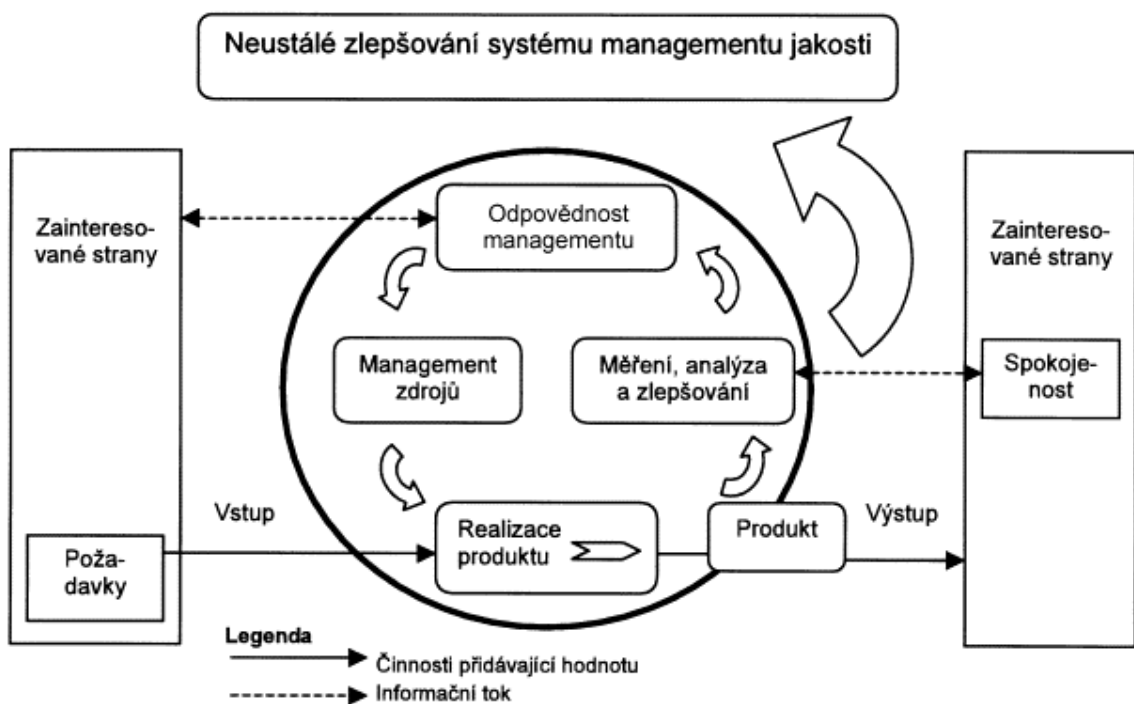 Neustálé zlepšování systému managementu jakosti
Zaintereso-
vané strany
Odpovědnost
managementu
Zaintereso-
vané strany
Management
zdrojů
Měření, analýza
a zlepšování
Spokoje-
nost
Vstup
Realizace
produktu
Produkt
Výstup
Poža-
davky
Legenda
Činnosti přidávající hodnotu
Informační tok